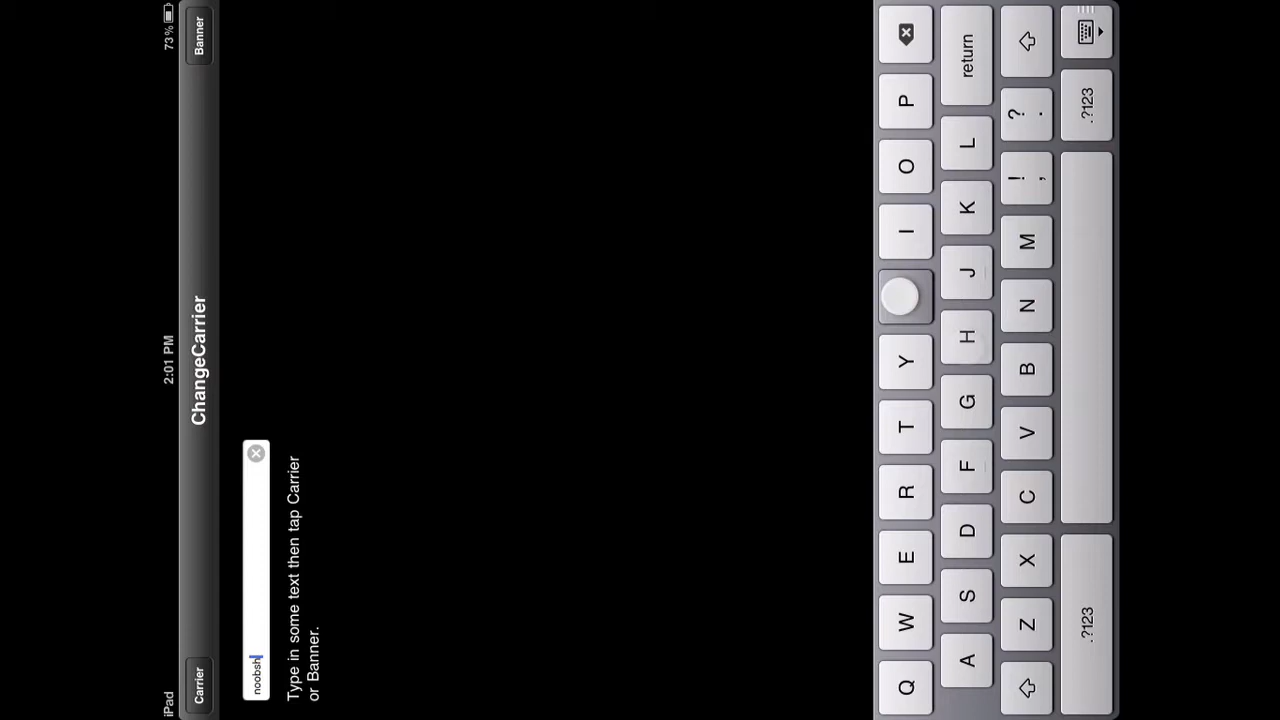 iPad 2:01 PM 73%
Carrier ChangeCarrier Banner
noobsh
Type in some text then tap Carrier
or Banner.
Q W E R T Y I O P
A S D F G H J K L return
Z X C V B N M ! , ? .
.?123 .?123